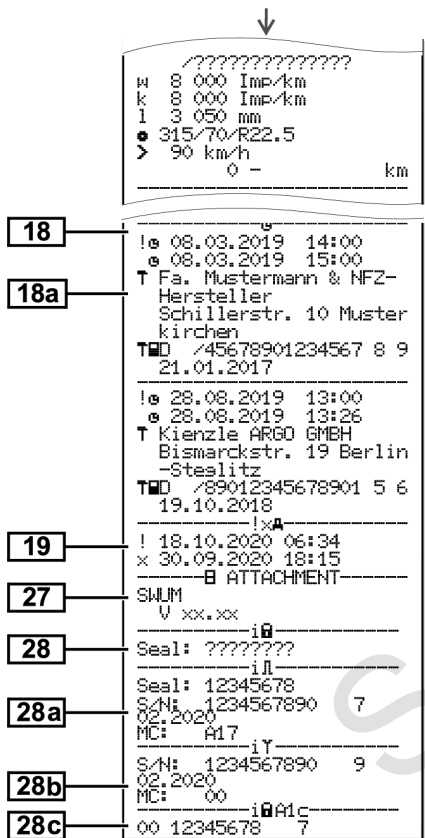 /??????????????
w 8 000 Imp/km
k 8 000 Imp/km
l 3 050 mm
● 315/70/R22.5
> 90 km/h
0 - km
18
!● 08.03.2019 14:00
● 08.03.2019 15:00
18a
T Fa. Mustermann & NFZ-
Hersteller
Schillerstr. 10 Muster
kirchen
T■D /45678901234567 8 9
21.01.2017
!● 28.08.2019 13:00
● 28.08.2019 13:26
T Kienzle ARGO GMBH
Bismarckstr. 19 Berlin
-Steglitz
T■D /89012345678901 5 6
19.10.2018
------!x▲------
19
! 18.10.2020 06:34
x 30.09.2020 18:15
------ ATTACHMENT------
27
SWUM
V xx.xx
------i------
28
Seal: ????????
------i------
Seal: 12345678
28a
S/N: 1234567890 7
02.2020
MC: A17
------iY------
S/N: 1234567890 9
28b
02.2020
MC: 00
------iA1c------
28c
00 12345678 7
S